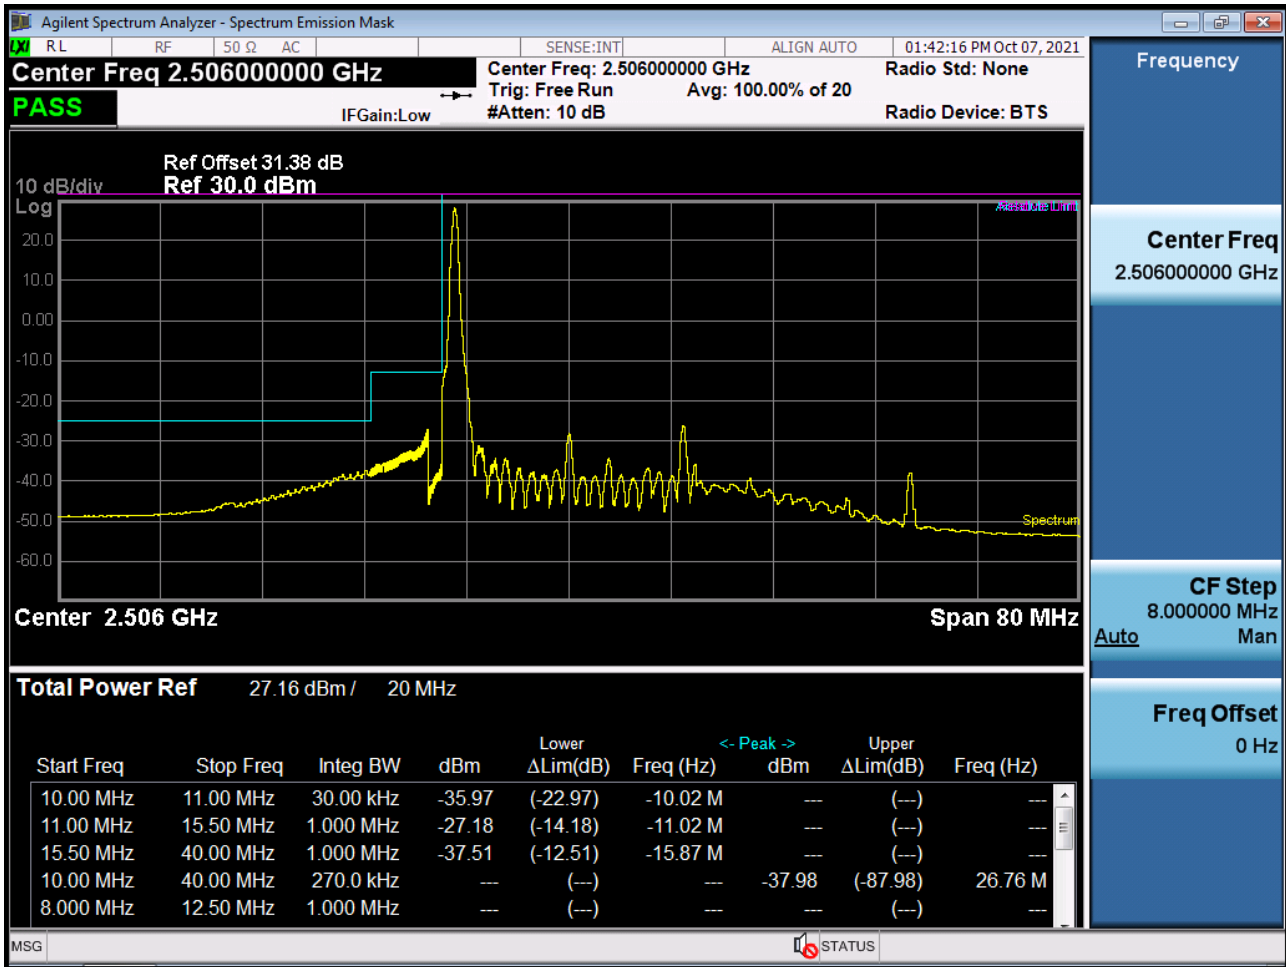 Agilent Spectrum Analyzer - Spectrum Emission Mask
LXI RL RF 50 Ω AC SENSE:INT ALIGN AUTO 01:42:16 PM Oct 07, 2021
Center Freq 2.506000000 GHz
Center Freq: 2.506000000 GHz Radio Std: None
Trig: Free Run Avg: 100.00% of 20
PASS IFGain:Low #Atten: 10 dB Radio Device: BTS
Ref Offset 31.38 dB
10 dB/div Ref 30.0 dBm
Log
Absolute Limit
20.0
10.0
0.00
-10.0
-20.0
-30.0
-40.0
-50.0
Spectrum
-60.0
Center 2.506 GHz Span 80 MHz
Total Power Ref 27.16 dBm / 20 MHz
Lower <- Peak -> Upper
Start Freq Stop Freq Integ BW dBm ΔLim(dB) Freq (Hz) dBm ΔLim(dB) Freq (Hz)
10.00 MHz 11.00 MHz 30.00 kHz -35.97 (-22.97) -10.02 M --- (---) ---
11.00 MHz 15.50 MHz 1.000 MHz -27.18 (-14.18) -11.02 M --- (---) ---
15.50 MHz 40.00 MHz 1.000 MHz -37.51 (-12.51) -15.87 M --- (---) ---
10.00 MHz 40.00 MHz 270.0 kHz --- (---) --- -37.98 (-87.98) 26.76 M
8.000 MHz 12.50 MHz 1.000 MHz --- (---) --- --- (---) ---
MSG STATUS
Frequency
Center Freq
2.506000000 GHz
CF Step
8.000000 MHz
Auto Man
Freq Offset
0 Hz